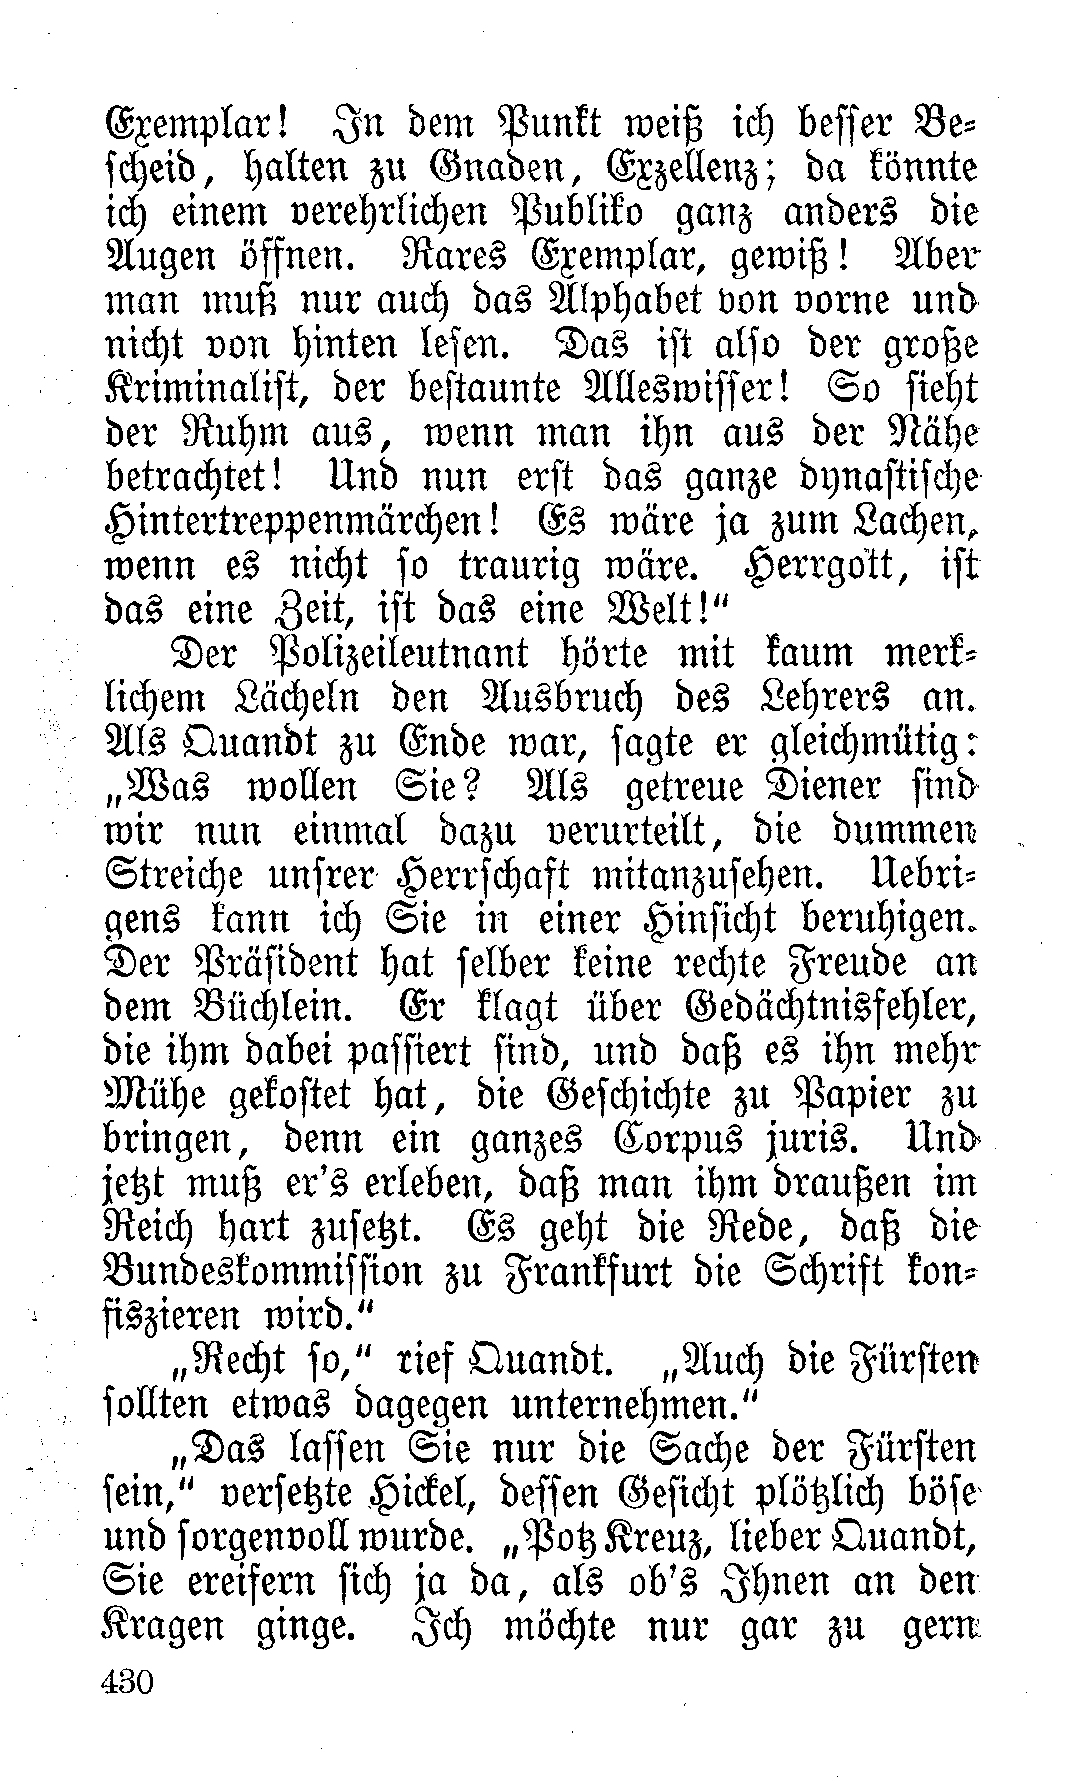 Exemplar! In dem Punkt weiß ich besser Be-
scheid, halten zu Gnaden, Exzellenz; da könnte
ich einem verehrlichen Publiko ganz anders die
Augen öffnen. Rares Exemplar, gewiß! Aber
man muß nur auch das Alphabet von vorne und
nicht von hinten lesen. Das ist also der große
Kriminalist, der bestaunte Alleswisser! So sieht
der Ruhm aus, wenn man ihn aus der Nähe
betrachtet! Und nun erst das ganze dynastische
Hintertreppenmärchen! Es wäre ja zum Lachen,
wenn es nicht so traurig wäre. Herrgott, ist
das eine Zeit, ist das eine Welt!“
Der Polizeileutnant hörte mit kaum merk-
lichem Lächeln den Ausbruch des Lehrers an.
Als Quandt zu Ende war, sagte er gleichmütig:
„Was wollen Sie? Als getreue Diener sind
wir nun einmal dazu verurteilt, die dummen
Streiche unsrer Herrschaft mitanzusehen. Uebri-
gens kann ich Sie in einer Hinsicht beruhigen.
Der Präsident hat selber keine rechte Freude an
dem Büchlein. Er klagt über Gedächtnisfehler,
die ihm dabei passiert sind, und daß es ihn mehr
Mühe gekostet hat, die Geschichte zu Papier zu
bringen, denn ein ganzes Corpus juris. Und
jetzt muß er's erleben, daß man ihm draußen im
Reich hart zusetzt. Es geht die Rede, daß die
Bundeskommission zu Frankfurt die Schrift kon-
fiszieren wird.“
„Recht so,“ rief Quandt. „Auch die Fürsten
sollten etwas dagegen unternehmen.“
„Das lassen Sie nur die Sache der Fürsten
sein,“ versetzte Hickel, dessen Gesicht plötzlich böse
und sorgenvoll wurde. „Potz Kreuz, lieber Quandt,
Sie ereifern sich ja da, als ob's Ihnen an den
Kragen ginge. Ich möchte nur gar zu gern
430